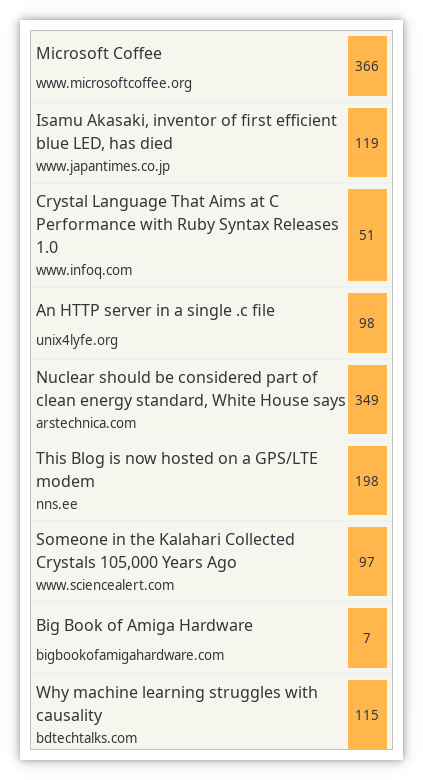 Microsoft Coffee
366
www.microsoftcoffee.org
Isamu Akasaki, inventor of first efficient
blue LED, has died
119
www.japantimes.co.jp
Crystal Language That Aims at C
Performance with Ruby Syntax Releases
1.0
51
www.infoq.com
An HTTP server in a single .c file
98
unix4lyfe.org
Nuclear should be considered part of
clean energy standard, White House says
349
arstechnica.com
This Blog is now hosted on a GPS/LTE
modem
198
nns.ee
Someone in the Kalahari Collected
Crystals 105,000 Years Ago
97
www.sciencealert.com
Big Book of Amiga Hardware
7
bigbookofamigahardware.com
Why machine learning struggles with
causality
115
bdtechtalks.com